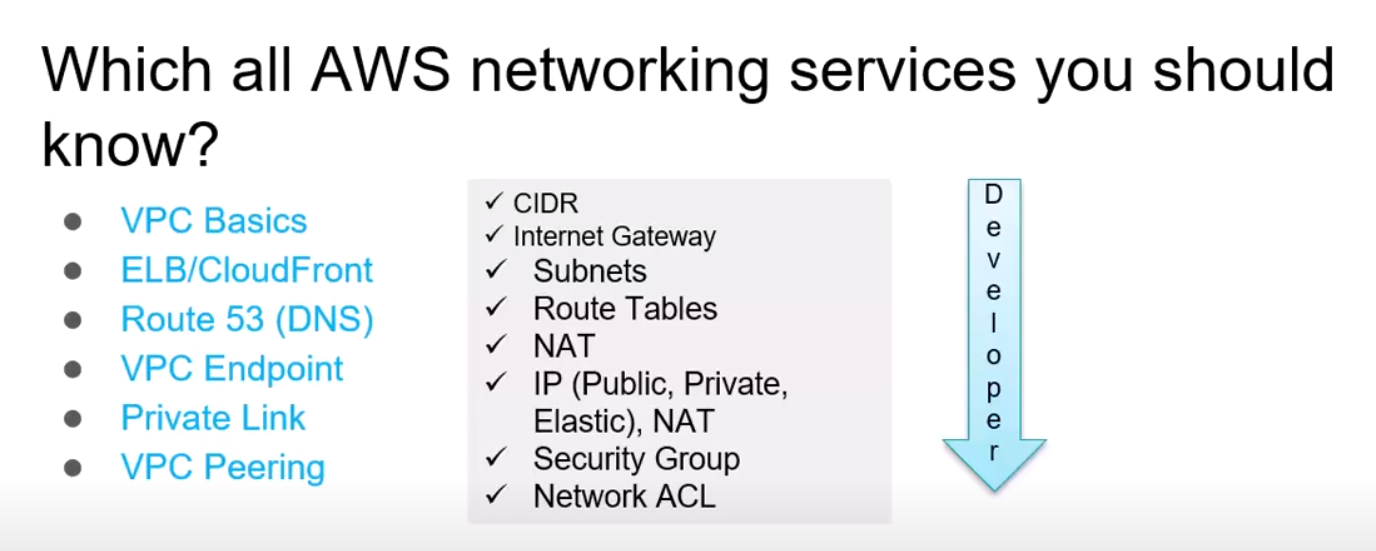 Which all AWS networking services you should
know?
● VPC Basics
● ELB/CloudFront
● Route 53 (DNS)
● VPC Endpoint
● Private Link
● VPC Peering
✓ CIDR
✓ Internet Gateway
✓ Subnets
✓ Route Tables
✓ NAT
✓ IP (Public, Private,
Elastic), NAT
✓ Security Group
✓ Network ACL
Developer